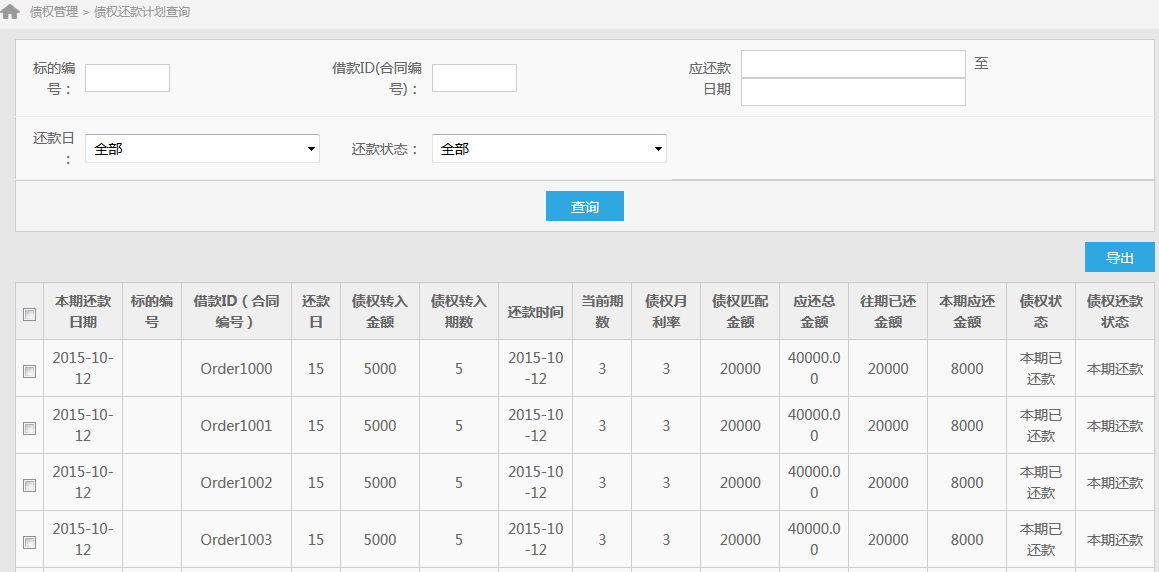 债权管理 > 债权还款计划查询
标的编
号：
借款ID(合同编
号)：
应还款
日期
至
还款日
：
全部
还款状态：
全部
查询
导出
本期还款
日期
标的编
号
借款ID（合同
编号）
还款
日
债权转入
金额
债权转入
期数
还款时间
当前期
数
债权月
利率
债权匹配
金额
应还总
金额
往期已还
金额
本期应还
金额
债权状
态
债权还款
状态
2015-10-
12
Order1000
15
5000
5
2015-10
-12
3
3
20000
40000.0
0
20000
8000
本期已
还款
本期还款
2015-10-
12
Order1001
15
5000
5
2015-10
-12
3
3
20000
40000.0
0
20000
8000
本期已
还款
本期还款
2015-10-
12
Order1002
15
5000
5
2015-10
-12
3
3
20000
40000.0
0
20000
8000
本期已
还款
本期还款
2015-10-
12
Order1003
15
5000
5
2015-10
-12
3
3
20000
40000.0
0
20000
8000
本期已
还款
本期还款